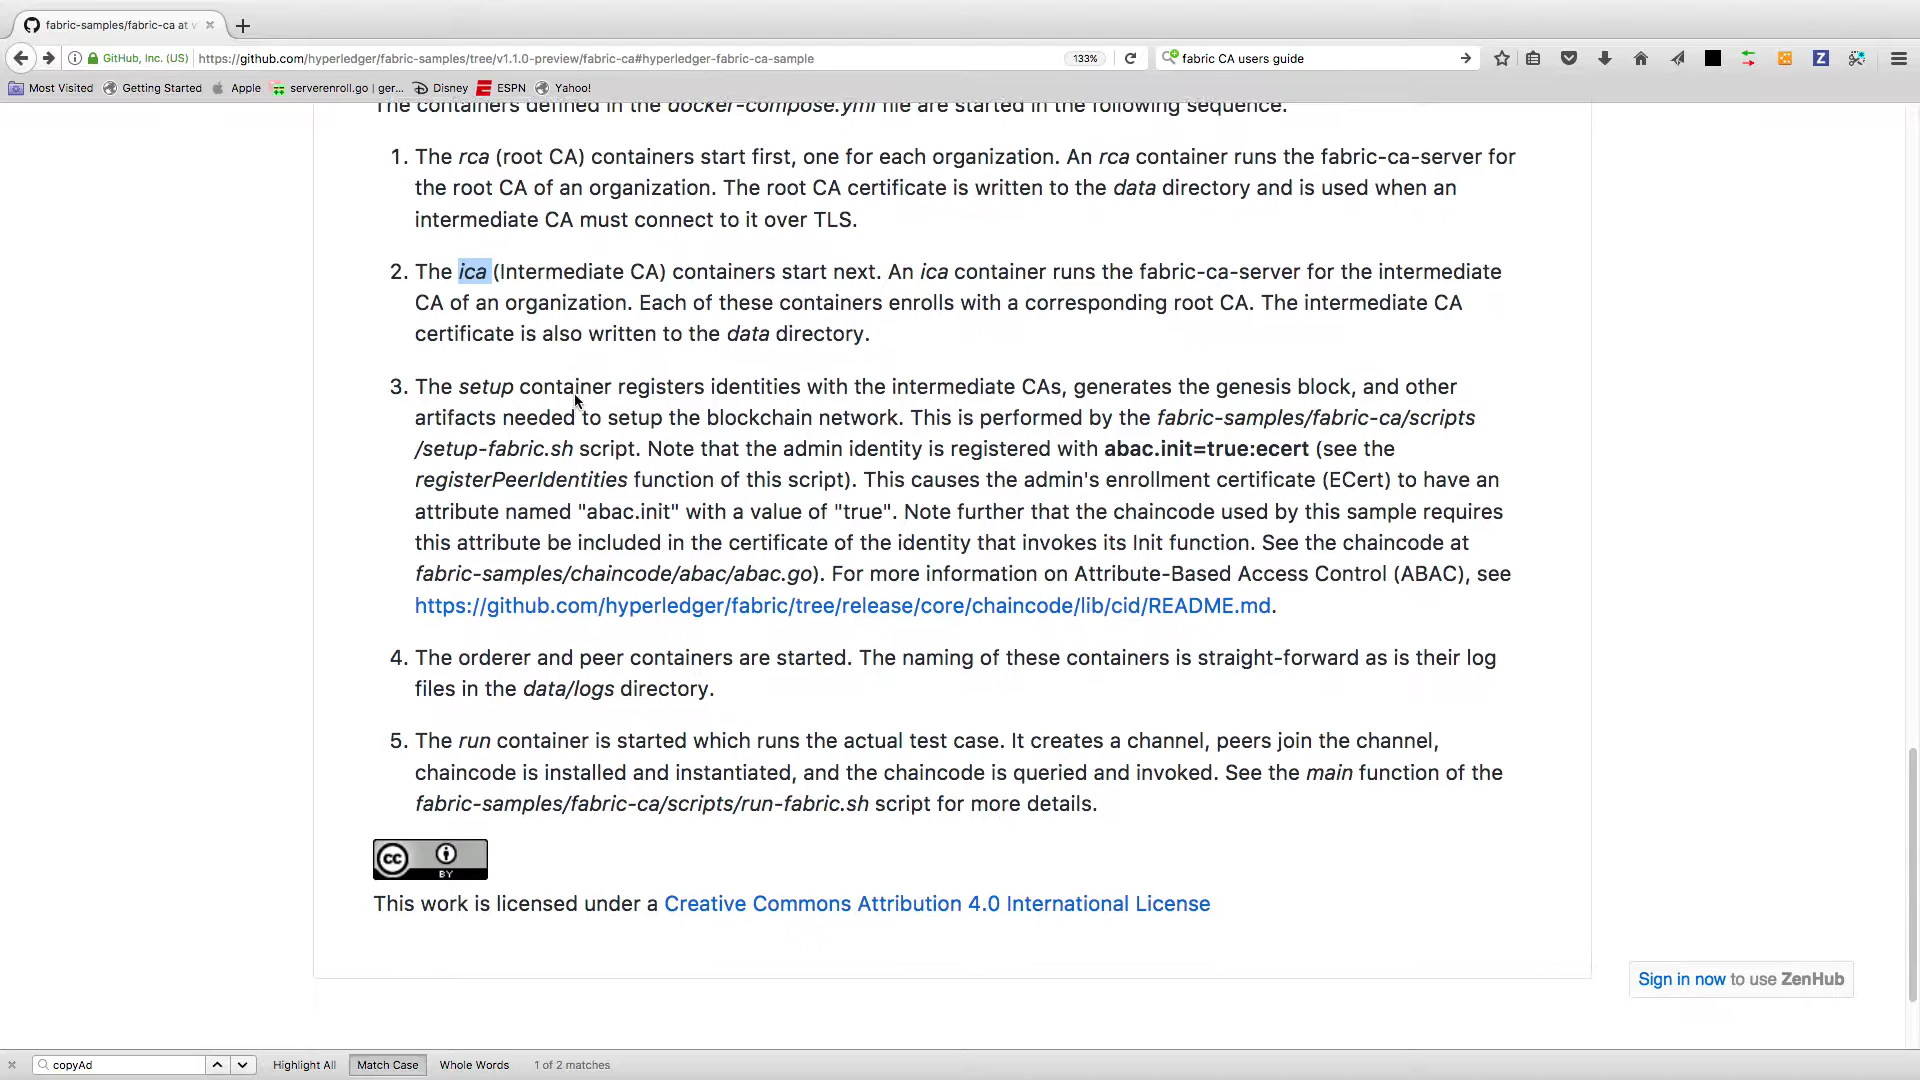 fabric-samples/fabric-ca at v
GitHub, Inc. (US)
https://github.com/hyperledger/fabric-samples/tree/v1.1.0-preview/fabric-ca#hyperledger-fabric-ca-sample
133%
fabric CA users guide
Most Visited
Getting Started
Apple
serverenroll.go | ger...
Disney
ESPN
Yahoo!
The containers defined in the docker-compose.yml file are started in the following sequence.
1. The rca (root CA) containers start first, one for each organization. An rca container runs the fabric-ca-server for
the root CA of an organization. The root CA certificate is written to the data directory and is used when an
intermediate CA must connect to it over TLS.
2. The ica (Intermediate CA) containers start next. An ica container runs the fabric-ca-server for the intermediate
CA of an organization. Each of these containers enrolls with a corresponding root CA. The intermediate CA
certificate is also written to the data directory.
3. The setup container registers identities with the intermediate CAs, generates the genesis block, and other
artifacts needed to setup the blockchain network. This is performed by the fabric-samples/fabric-ca/scripts
/setup-fabric.sh script. Note that the admin identity is registered with abac.init=true:ecert (see the
registerPeerIdentities function of this script). This causes the admin's enrollment certificate (ECert) to have an
attribute named "abac.init" with a value of "true". Note further that the chaincode used by this sample requires
this attribute be included in the certificate of the identity that invokes its Init function. See the chaincode at
fabric-samples/chaincode/abac/abac.go). For more information on Attribute-Based Access Control (ABAC), see
https://github.com/hyperledger/fabric/tree/release/core/chaincode/lib/cid/README.md.
4. The orderer and peer containers are started. The naming of these containers is straight-forward as is their log
files in the data/logs directory.
5. The run container is started which runs the actual test case. It creates a channel, peers join the channel,
chaincode is installed and instantiated, and the chaincode is queried and invoked. See the main function of the
fabric-samples/fabric-ca/scripts/run-fabric.sh script for more details.
cc
BY
This work is licensed under a Creative Commons Attribution 4.0 International License
Sign in now to use ZenHub
copyAd
Highlight All
Match Case
Whole Words
1 of 2 matches